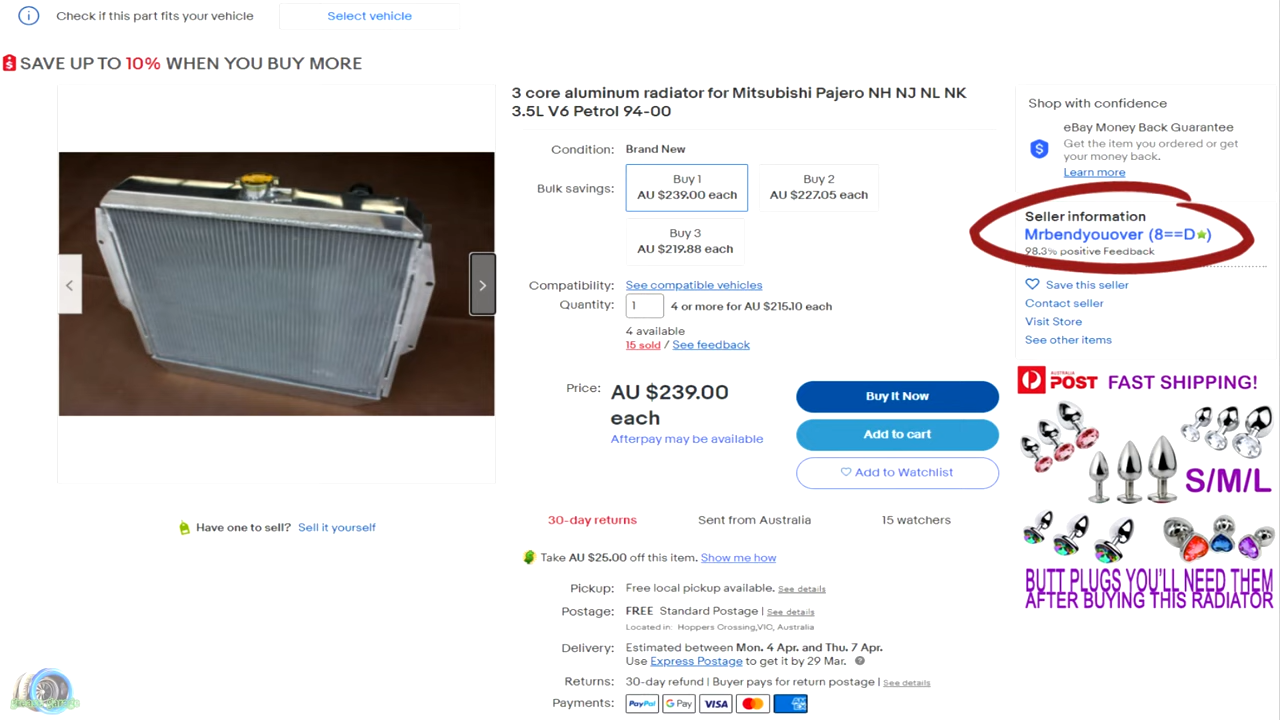 Check if this part fits your vehicle
Select vehicle
SAVE UP TO 10% WHEN YOU BUY MORE
3 core aluminum radiator for Mitsubishi Pajero NH NJ NL NK
3.5L V6 Petrol 94-00
Condition: Brand New
Bulk savings:
Buy 1
AU $239.00 each
Buy 2
AU $227.05 each
Buy 3
AU $219.88 each
Compatibility: See compatible vehicles
Quantity: 1 4 or more for AU $215.10 each
4 available
15 sold / See feedback
Price: AU $239.00
each
Afterpay may be available
Buy It Now
Add to cart
Add to Watchlist
Have one to sell? Sell it yourself
30-day returns
Sent from Australia
15 watchers
Take AU $25.00 off this item. Show me how
Pickup: Free local pickup available. See details
Postage: FREE Standard Postage | See details
Located in: Hoppers Crossing,VIC, Australia
Delivery: Estimated between Mon. 4 Apr. and Thu. 7 Apr.
Use Express Postage to get it by 29 Mar. ?
Returns: 30-day refund | Buyer pays for return postage | See details
Payments: PayPal G Pay VISA mastercard AM EX
Shop with confidence
eBay Money Back Guarantee
Get the item you ordered or get
your money back.
Learn more
Seller information
Mrbendyouover (8==D)
98.3% positive Feedback
Save this seller
Contact seller
Visit Store
See other items
AUSTRALIA
POST FAST SHIPPING!
S/M/L
BUTT PLUGS YOU'LL NEED THEM
AFTER BUYING THIS RADIATOR